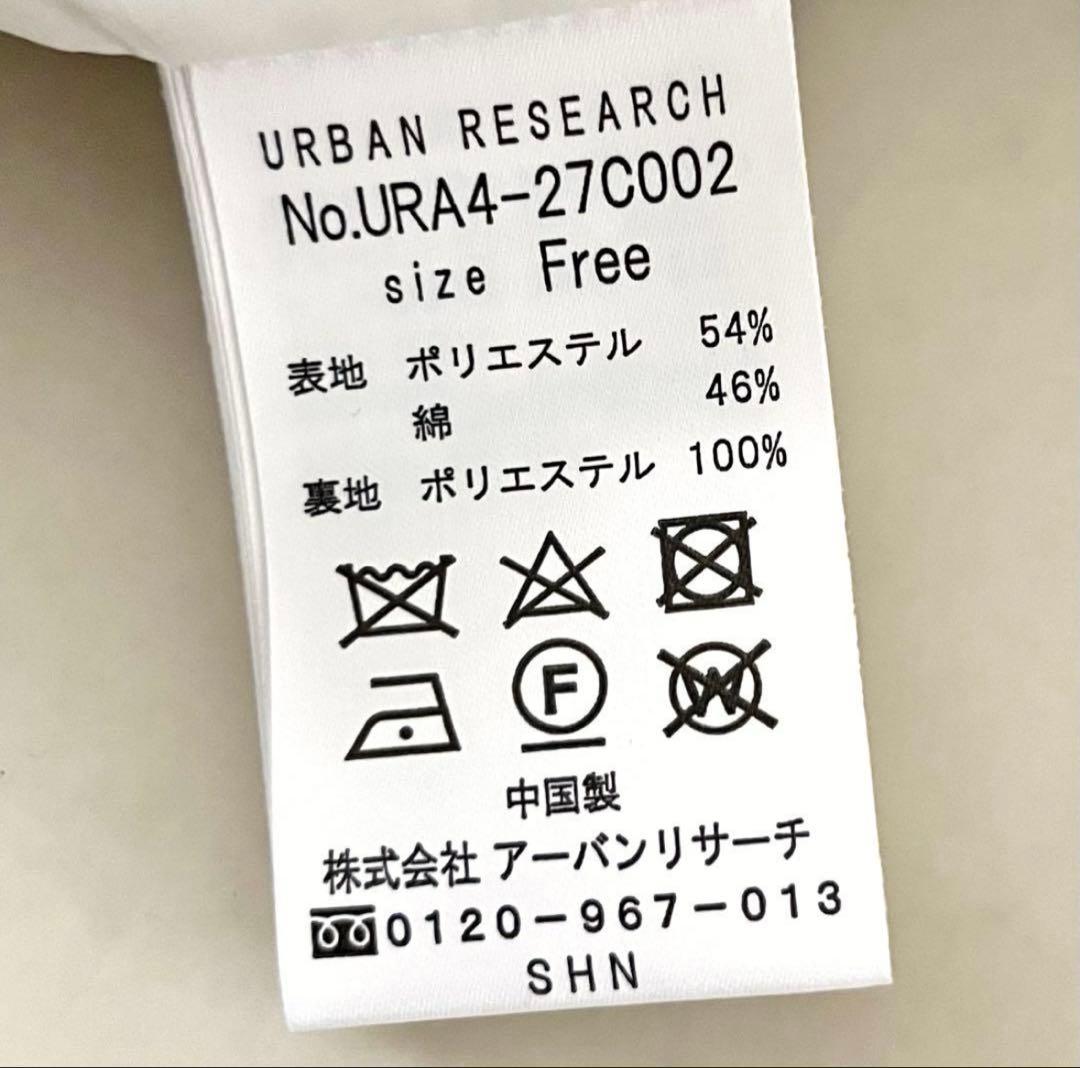 URBAN RESEARCH
No.URA4-27C002
size Free
表地 ポリエステル 54%
綿 46%
裏地 ポリエステル 100%
F W
中国製
株式会社 アーバンリサーチ
0120-967-013
SHN